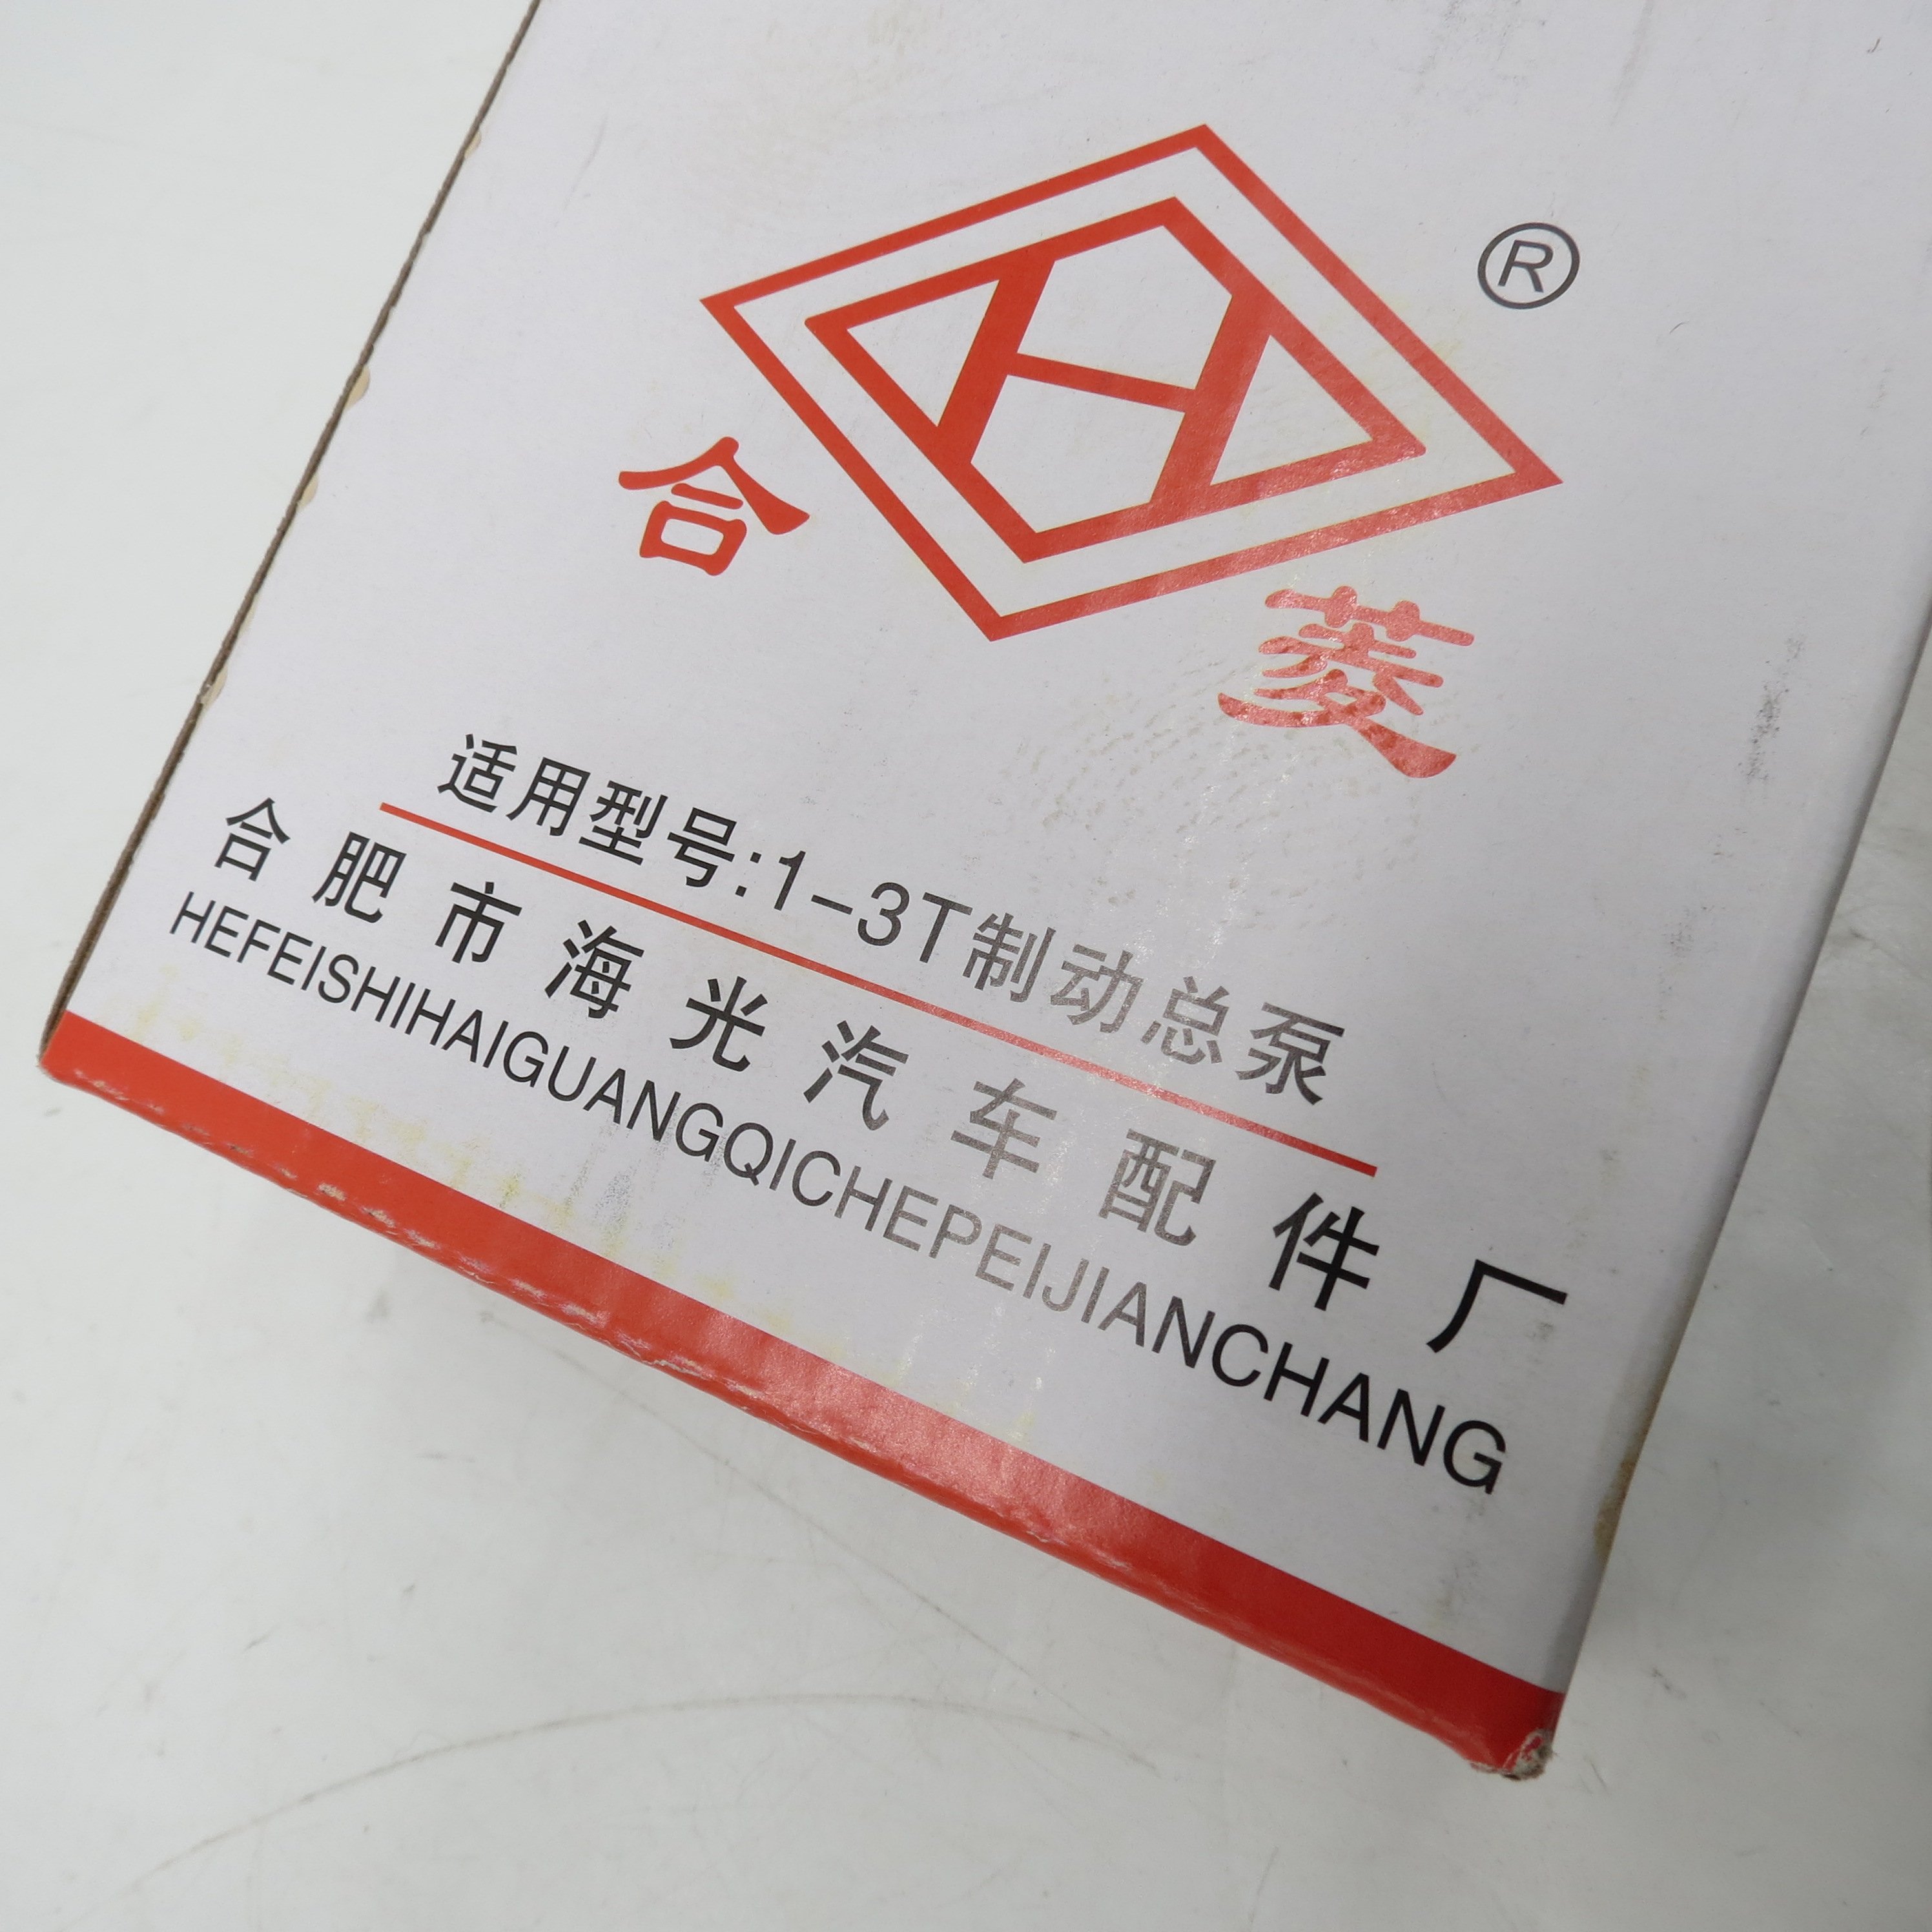 ®
合 菱
适用型号:1-3T制动总泵
合肥市海光汽车配件厂
HEFEISHIHAIGUANGQICHEPEIJIANCHANG